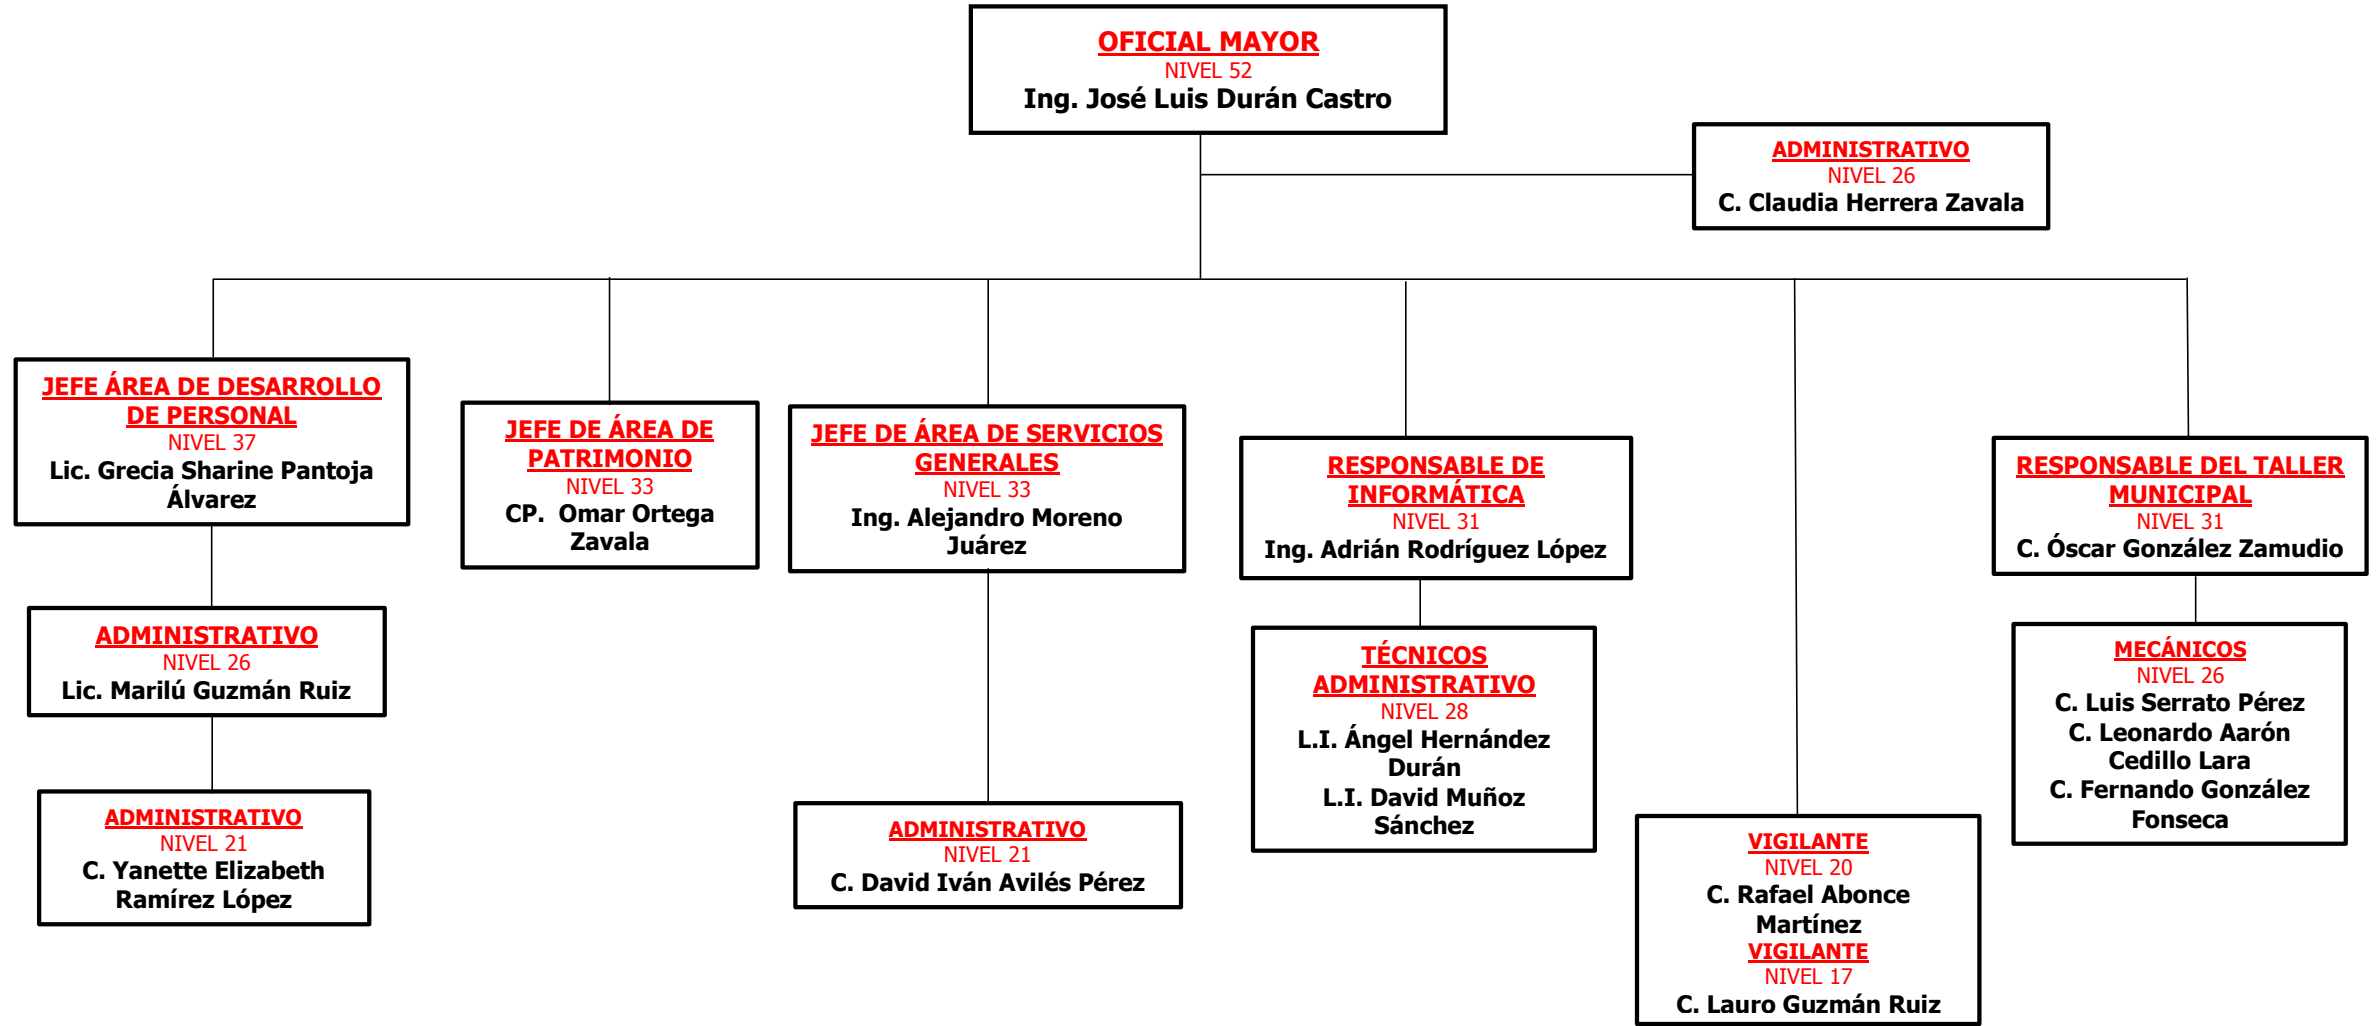 OFICIAL MAYOR
NIVEL 52
Ing. José Luis Durán Castro
ADMINISTRATIVO
NIVEL 26
C. Claudia Herrera Zavala
JEFE ÁREA DE DESARROLLO
DE PERSONAL
NIVEL 37
Lic. Grecia Sharine Pantoja
Álvarez
JEFE DE ÁREA DE
PATRIMONIO
NIVEL 33
CP. Omar Ortega
Zavala
JEFE DE ÁREA DE SERVICIOS
GENERALES
NIVEL 33
Ing. Alejandro Moreno
Juárez
RESPONSABLE DE
INFORMÁTICA
NIVEL 31
Ing. Adrián Rodríguez López
RESPONSABLE DEL TALLER
MUNICIPAL
NIVEL 31
C. Óscar González Zamudio
ADMINISTRATIVO
NIVEL 26
Lic. Marilú Guzmán Ruiz
TÉCNICOS
ADMINISTRATIVO
NIVEL 28
L.I. Ángel Hernández
Durán
L.I. David Muñoz
Sánchez
MECÁNICOS
NIVEL 26
C. Luis Serrato Pérez
C. Leonardo Aarón
Cedillo Lara
C. Fernando González
Fonseca
ADMINISTRATIVO
NIVEL 21
C. Yanette Elizabeth
Ramírez López
ADMINISTRATIVO
NIVEL 21
C. David Iván Avilés Pérez
VIGILANTE
NIVEL 20
C. Rafael Abonce
Martínez
VIGILANTE
NIVEL 17
C. Lauro Guzmán Ruiz